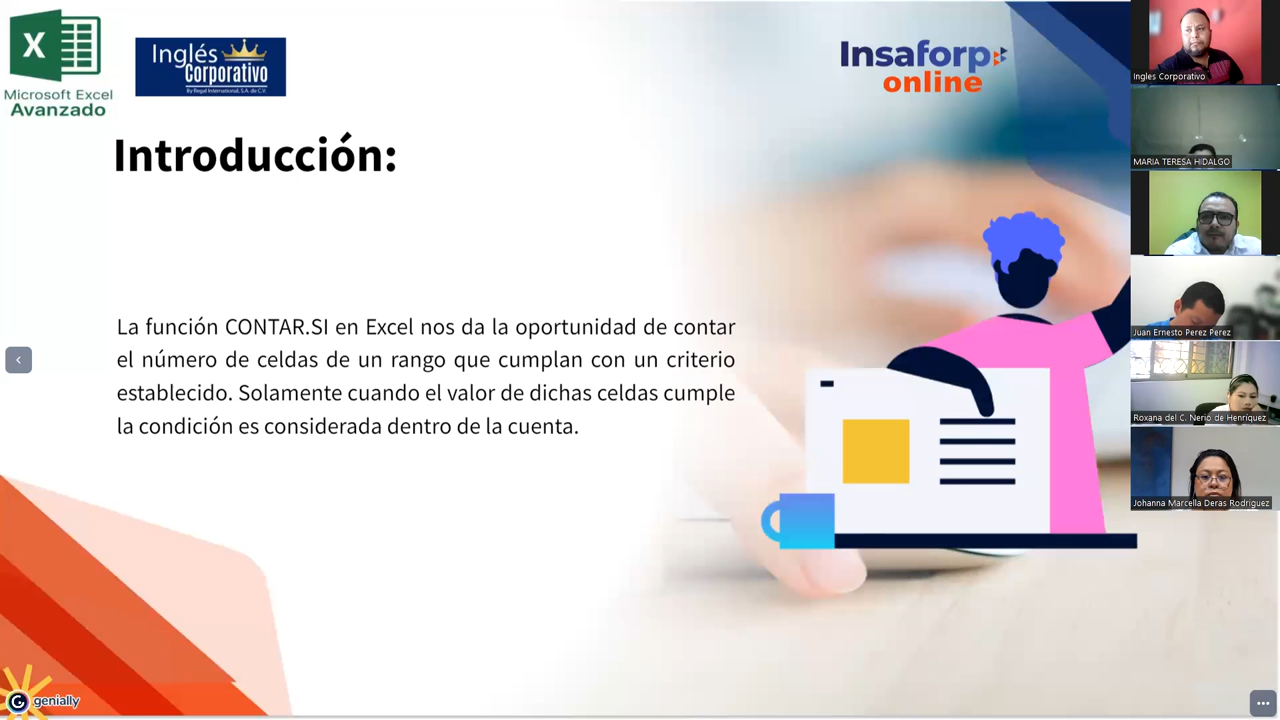 X
Microsoft Excel
Avanzado
Inglés
Corporativo
By Regal International, S.A. de C.V.
Insaforp
online
Introducción:
La función CONTAR.SI en Excel nos da la oportunidad de contar
el número de celdas de un rango que cumplan con un criterio
establecido. Solamente cuando el valor de dichas celdas cumple
la condición es considerada dentro de la cuenta.
genially
Ingles Corporativo
MARIA TERESA HIDALGO
Juan Ernesto Perez Perez
Roxana del C. Nerio de Henríquez
Johanna Marcella Deras Rodriguez